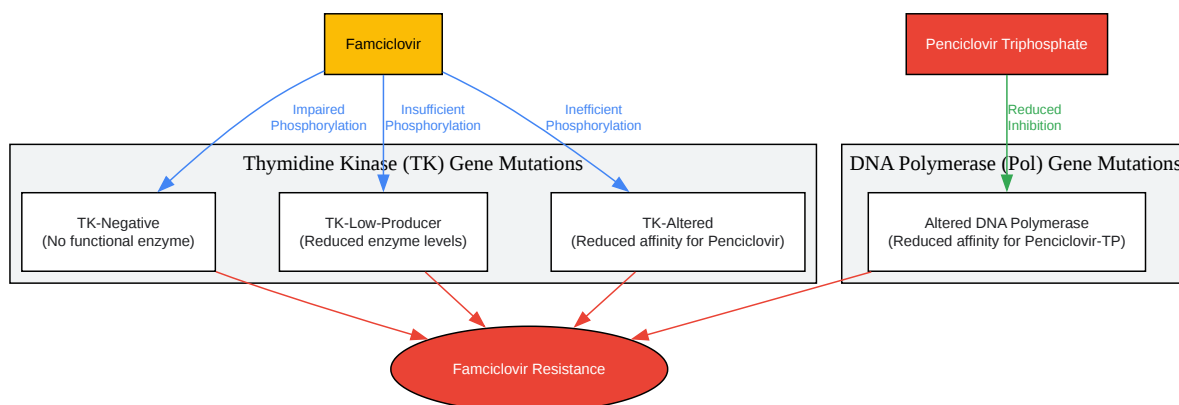 Famciclovir
Penciclovir Triphosphate
Impaired
Phosphorylation
Insufficient
Phosphorylation
Inefficient
Phosphorylation
Reduced
Inhibition
Thymidine Kinase (TK) Gene Mutations
DNA Polymerase (Pol) Gene Mutations
TK-Negative
(No functional enzyme)
TK-Low-Producer
(Reduced enzyme levels)
TK-Altered
(Reduced affinity for Penciclovir)
Altered DNA Polymerase
(Reduced affinity for Penciclovir-TP)
Famciclovir Resistance